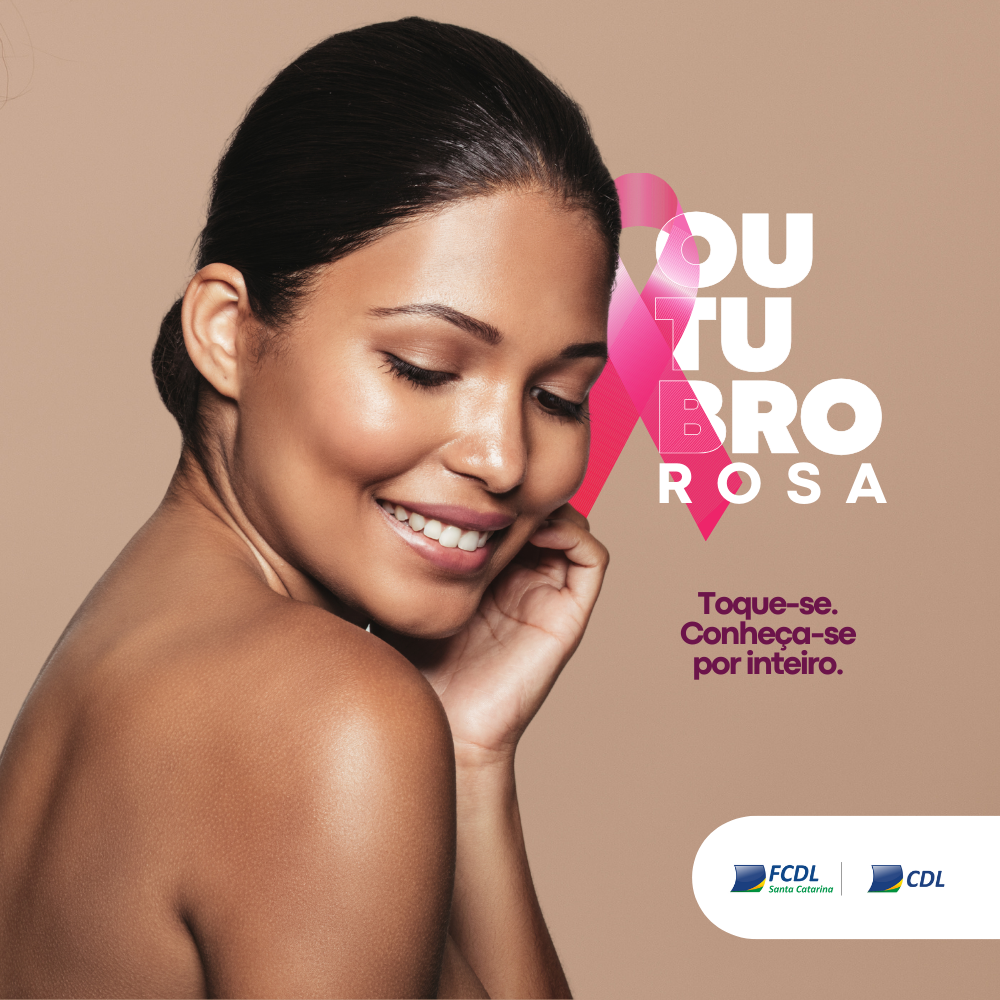 OU
TU
BRO
ROSA
Toque-se.
Conheça-se
por inteiro.
FCDL
Santa Catarina
CDL